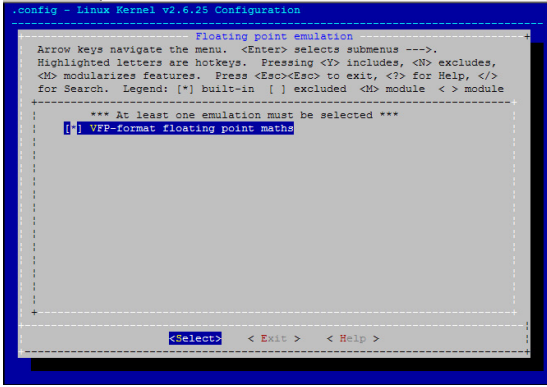 .config - Linux Kernel v2.6.25 Configuration
Floating point emulation
Arrow keys navigate the menu. <Enter> selects submenus --->.
Highlighted letters are hotkeys. Pressing <Y> includes, <N> excludes,
<M> modularizes features. Press <Esc><Esc> to exit, <?> for Help, </>
for Search. Legend: [*] built-in [ ] excluded <M> module < > module
*** At least one emulation must be selected ***
[*] VFP-format floating point maths
<Select> < Exit > < Help >